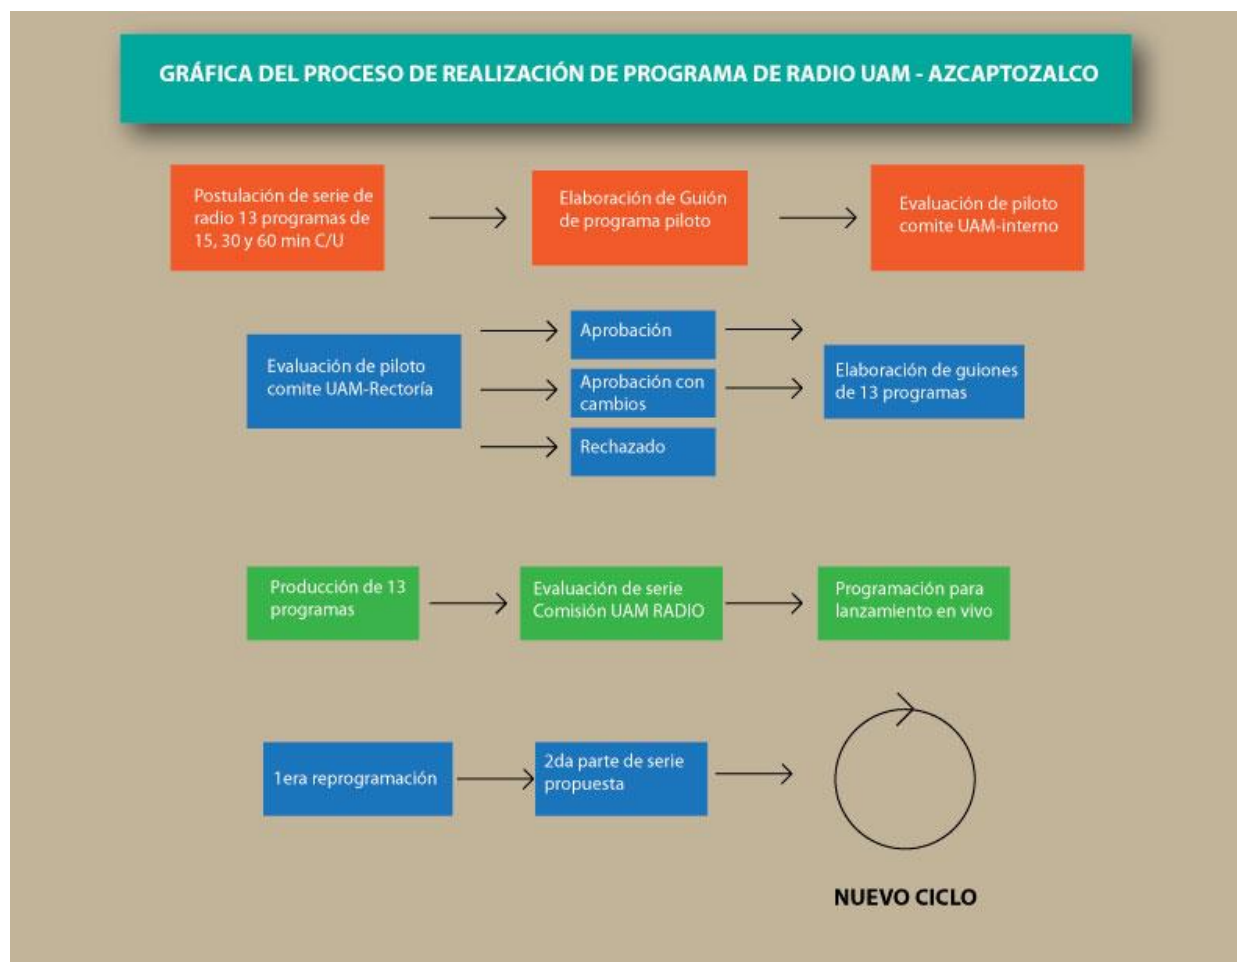 GRÁFICA DEL PROCESO DE REALIZACIÓN DE PROGRAMA DE RADIO UAM - AZCAPTOZALCO
Postulación de serie de
radio 13 programas de
15, 30 y 60 min C/U
Elaboración de Guión
de programa piloto
Evaluación de piloto
comite UAM-interno
Evaluación de piloto
comite UAM-Rectoría
Aprobación
Aprobación con
cambios
Rechazado
Elaboración de guiones
de 13 programas
Producción de 13
programas
Evaluación de serie
Comisión UAM RADIO
Programación para
lanzamiento en vivo
1era reprogramación
2da parte de serie
propuesta
NUEVO CICLO